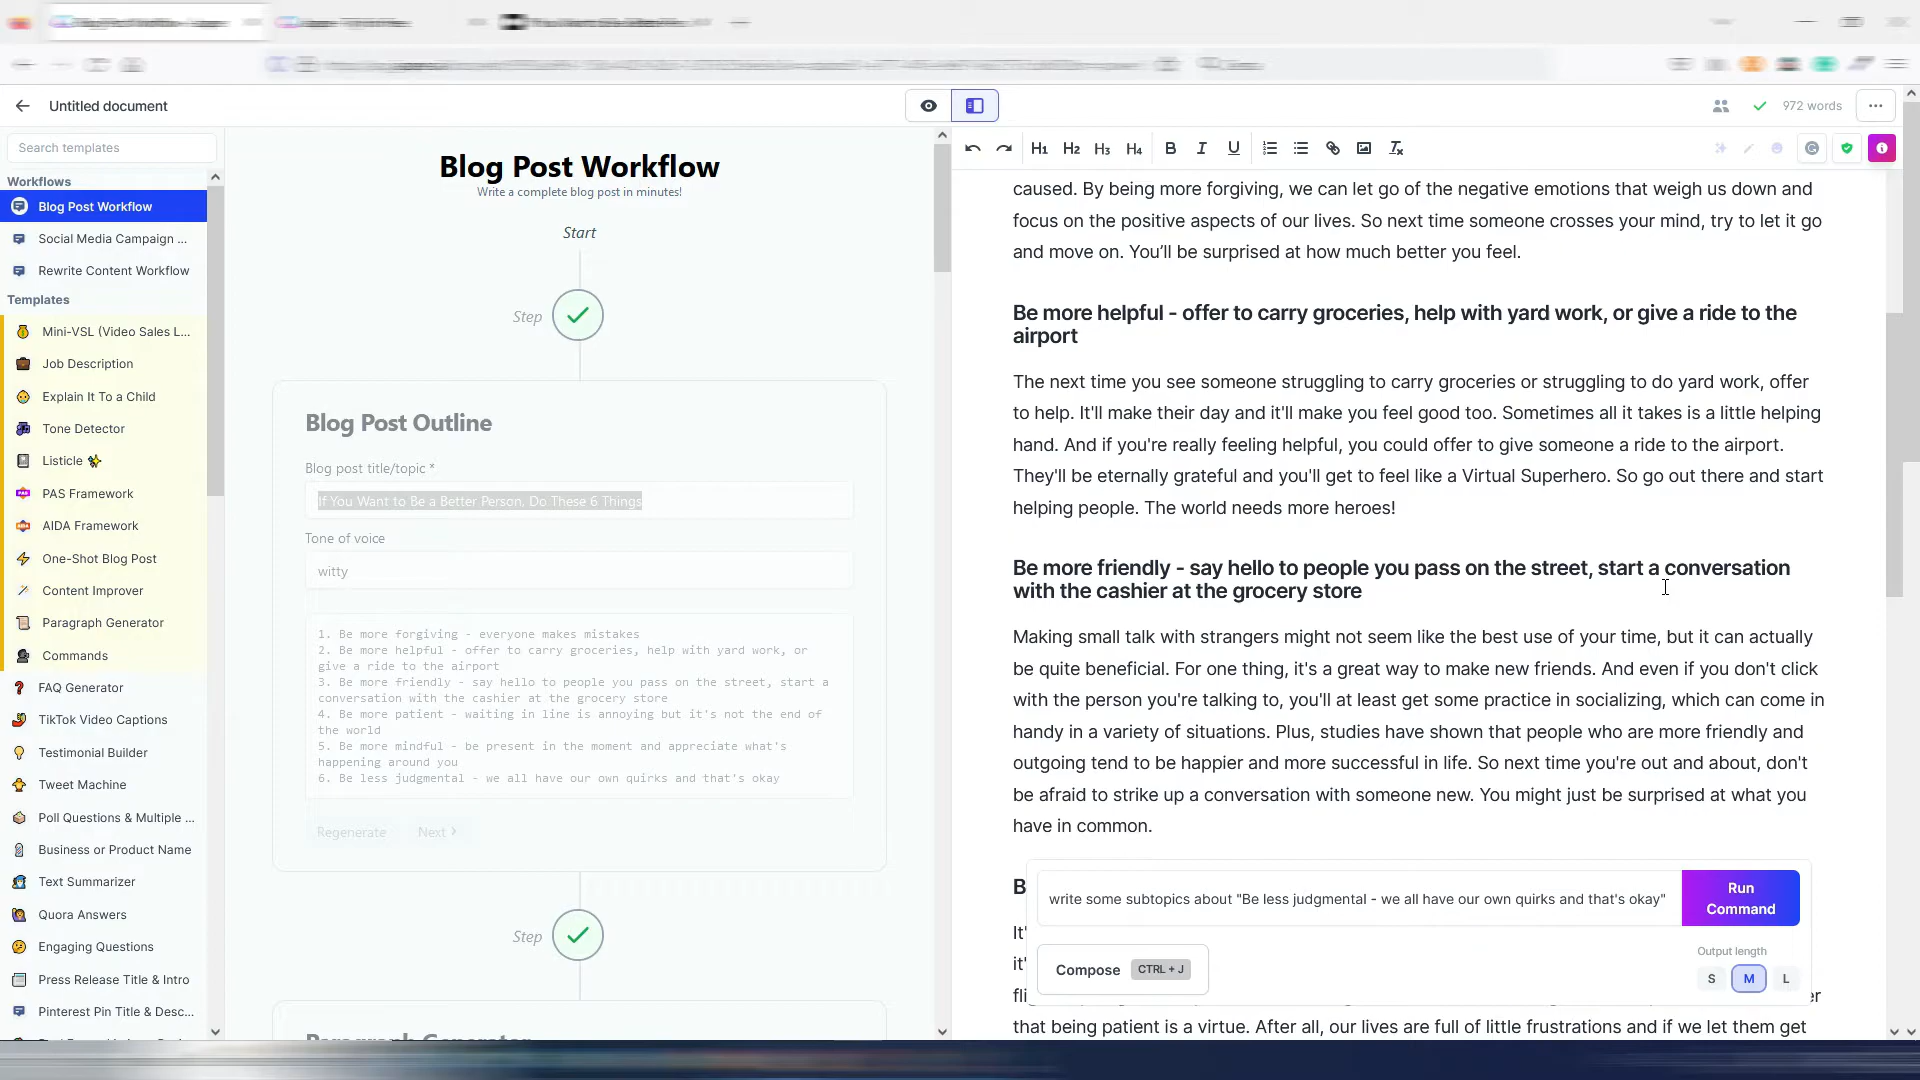 Untitled document
972 words
Search templates
Workflows
Blog Post Workflow
Social Media Campaign ...
Rewrite Content Workflow
Templates
Mini-VSL (Video Sales L...
Job Description
Explain It To a Child
Tone Detector
Listicle ✨
PAS Framework
AIDA Framework
One-Shot Blog Post
Content Improver
Paragraph Generator
Commands
FAQ Generator
TikTok Video Captions
Testimonial Builder
Tweet Machine
Poll Questions & Multiple ...
Business or Product Name
Text Summarizer
Quora Answers
Engaging Questions
Press Release Title & Intro
Pinterest Pin Title & Desc...
Blog Post Workflow
Write a complete blog post in minutes!
Start
Step
Blog Post Outline
Blog post title/topic *
If You Want to Be a Better Person, Do These 6 Things
Tone of voice
witty
1. Be more forgiving - everyone makes mistakes
2. Be more helpful - offer to carry groceries, help with yard work, or
give a ride to the airport
3. Be more friendly - say hello to people you pass on the street, start a
conversation with the cashier at the grocery store
4. Be more patient - waiting in line is annoying but it's not the end of
the world
5. Be more mindful - be present in the moment and appreciate what's
happening around you
6. Be less judgmental - we all have our own quirks and that's okay
Regenerate Next >
Step
Paragraph Generator
H1 H2 H3 H4 B I U
caused. By being more forgiving, we can let go of the negative emotions that weigh us down and
focus on the positive aspects of our lives. So next time someone crosses your mind, try to let it go
and move on. You'll be surprised at how much better you feel.
Be more helpful - offer to carry groceries, help with yard work, or give a ride to the
airport
The next time you see someone struggling to carry groceries or struggling to do yard work, offer
to help. It'll make their day and it'll make you feel good too. Sometimes all it takes is a little helping
hand. And if you're really feeling helpful, you could offer to give someone a ride to the airport.
They'll be eternally grateful and you'll get to feel like a Virtual Superhero. So go out there and start
helping people. The world needs more heroes!
Be more friendly - say hello to people you pass on the street, start a conversation
with the cashier at the grocery store
Making small talk with strangers might not seem like the best use of your time, but it can actually
be quite beneficial. For one thing, it's a great way to make new friends. And even if you don't click
with the person you're talking to, you'll at least get some practice in socializing, which can come in
handy in a variety of situations. Plus, studies have shown that people who are more friendly and
outgoing tend to be happier and more successful in life. So next time you're out and about, don't
be afraid to strike up a conversation with someone new. You might just be surprised at what you
have in common.
B
write some subtopics about "Be less judgmental - we all have our own quirks and that's okay"
Run
Command
It'
it'
Compose CTRL + J
Output length
S M L
that being patient is a virtue. After all, our lives are full of little frustrations and if we let them get